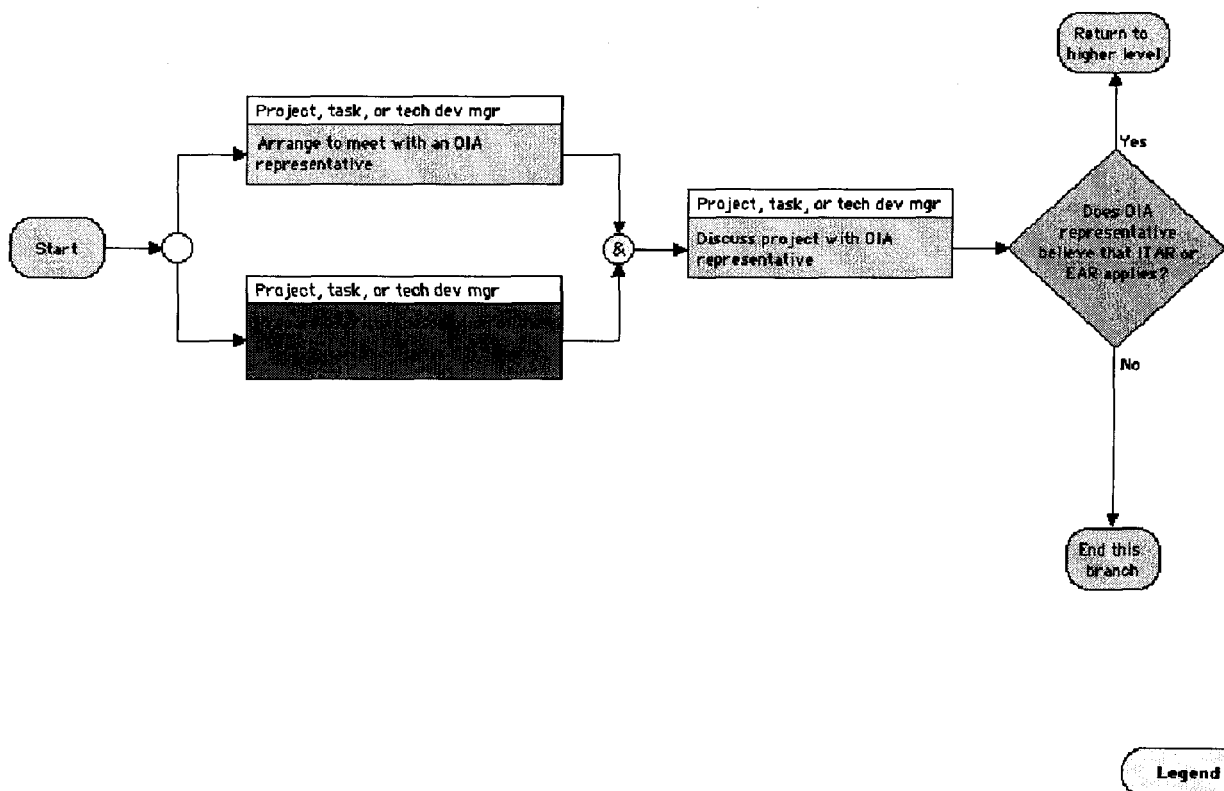 Return to
higher level
Project, task, or tech dev mgr
Arrange to meet with an OIA
representative
Yes
Start
Project, task, or tech dev mgr
Discuss project with OIA
representative
&
Does OIA
representative
believe that ITAR or
EAR applies?
Project, task, or tech dev mgr
No
End this
branch
Legend